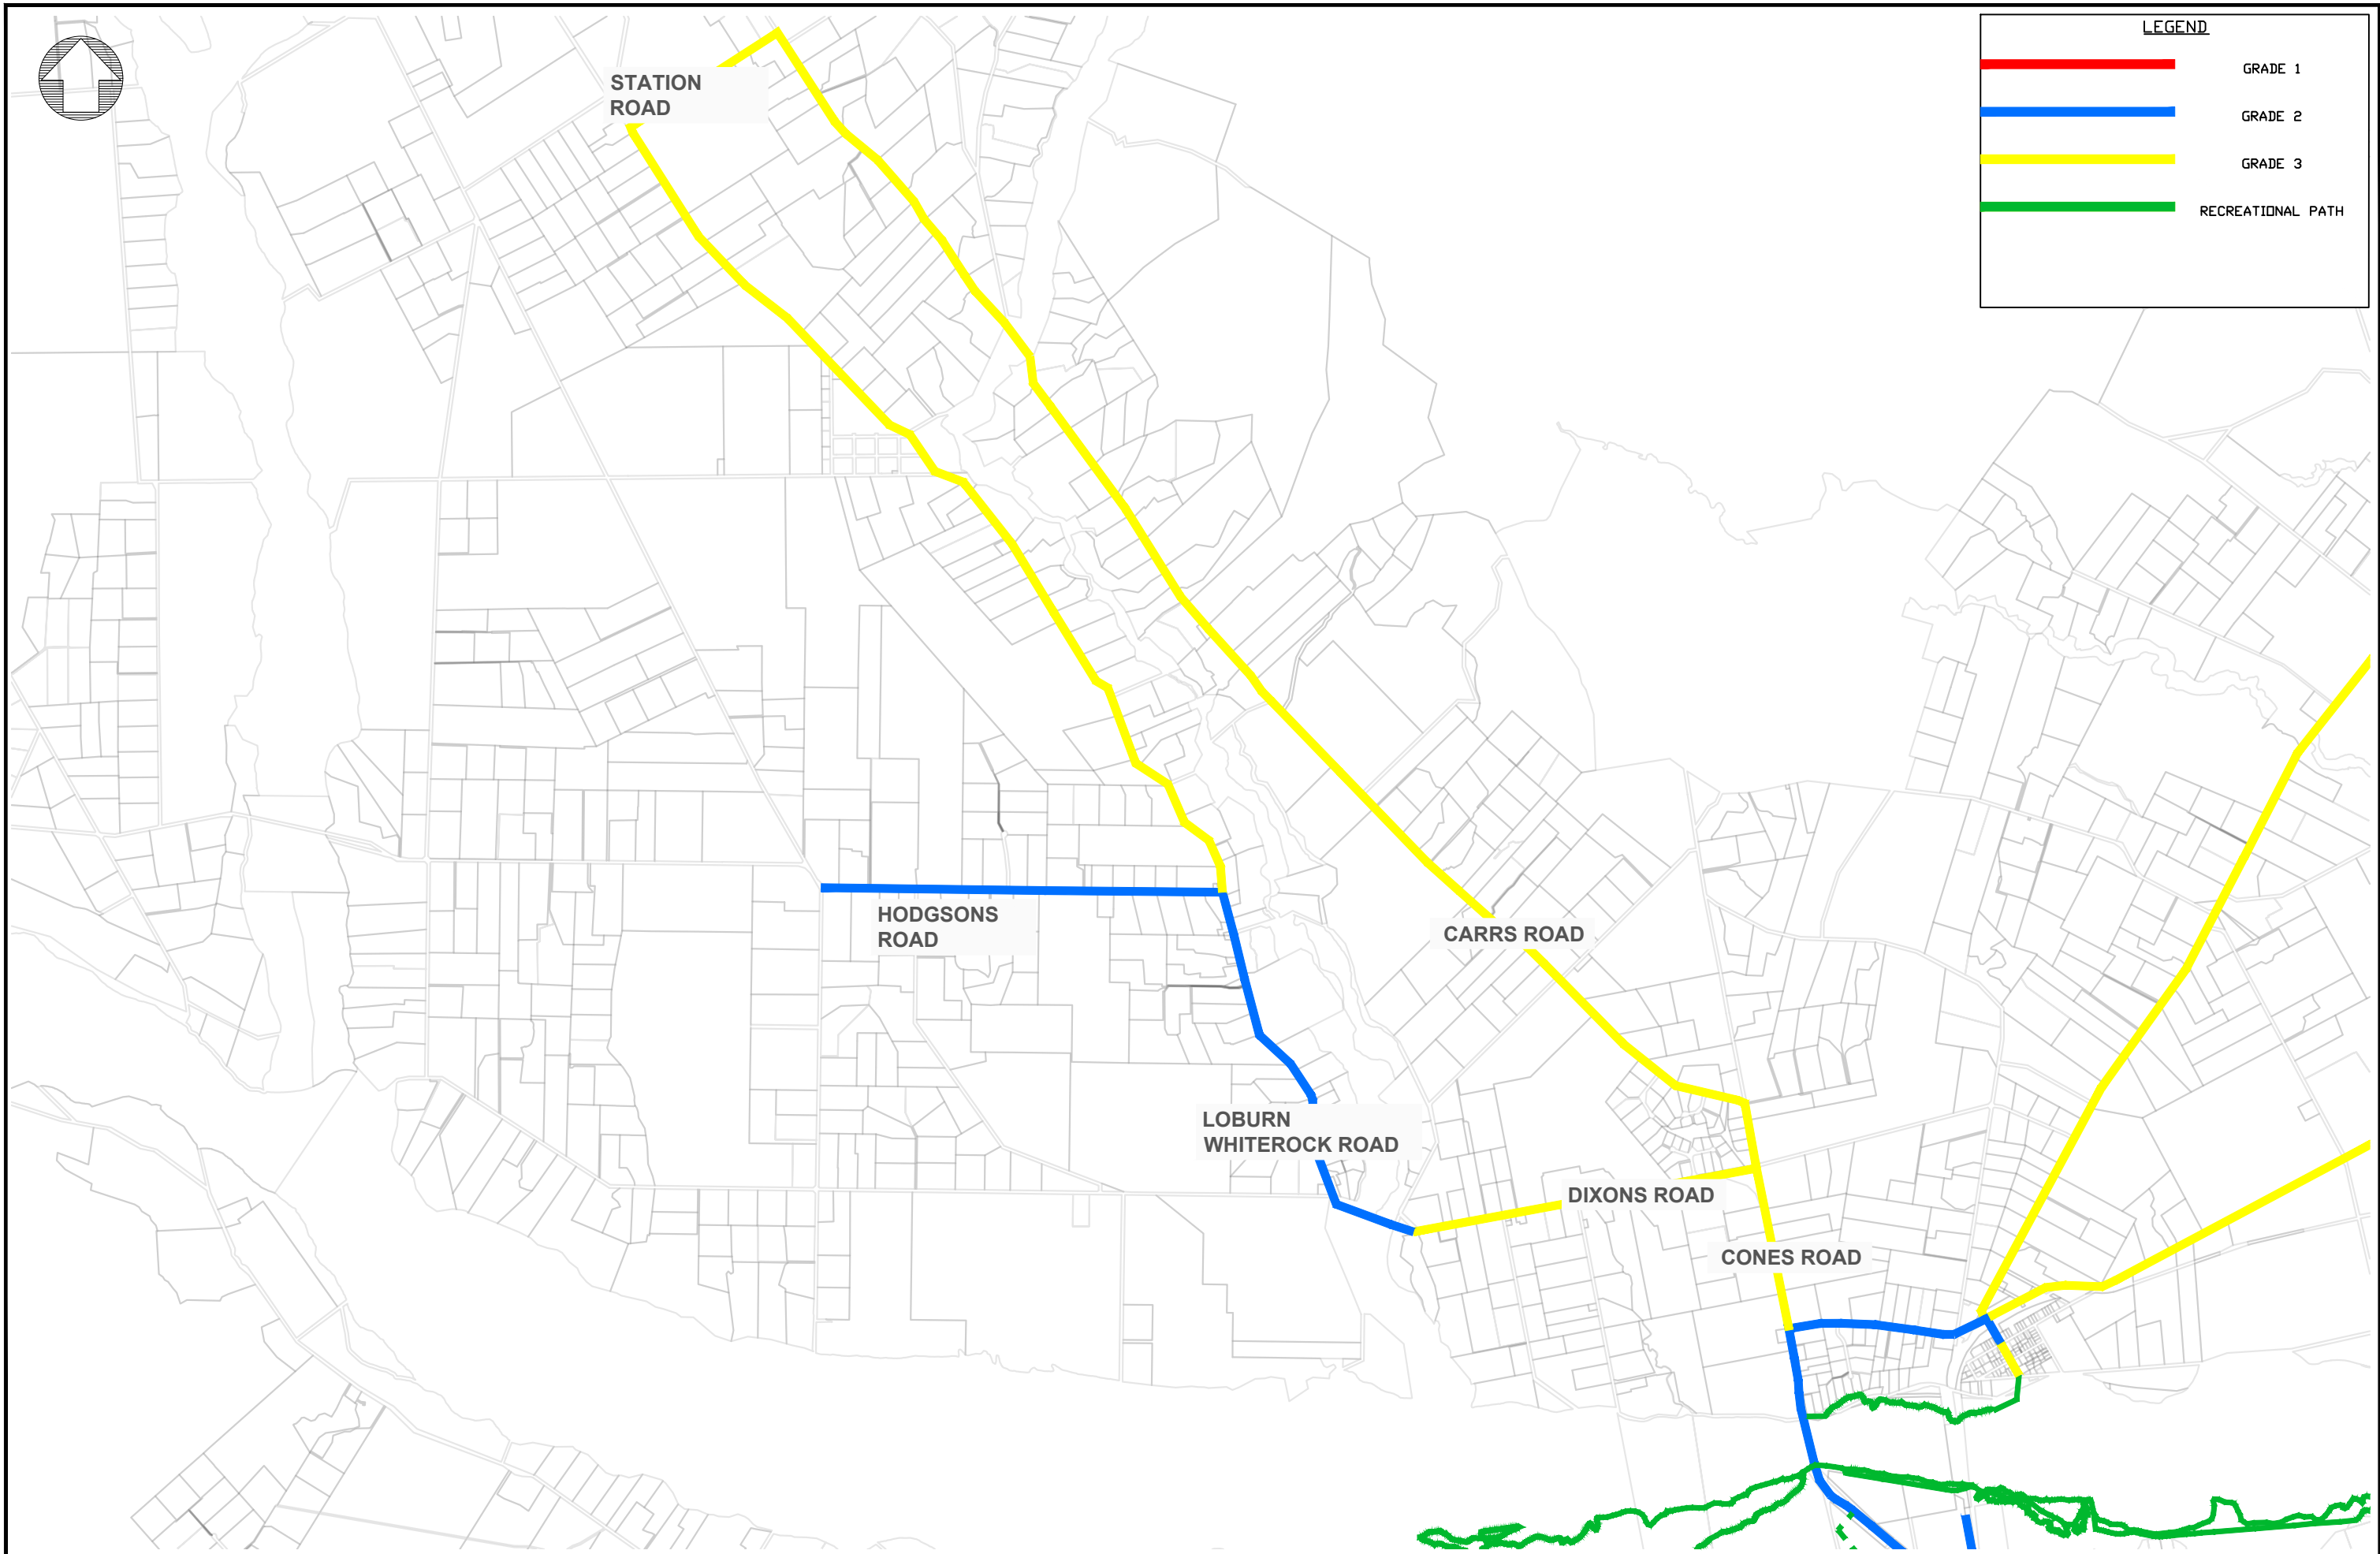 LEGEND
GRADE 1
GRADE 2
GRADE 3
RECREATIONAL PATH
STATION
ROAD
HODGSONS
ROAD
CARRS ROAD
LOBURN
WHITEROCK ROAD
DIXONS ROAD
CONES ROAD